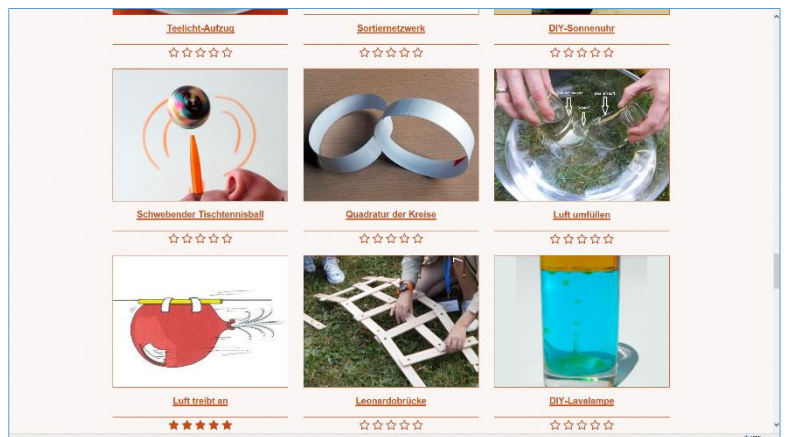 Teelicht-Aufzug
Sortiernetzwerk
DIY-Sonnenuhr
Schwebender Tischtennisball
Quadratur der Kreise
Luft umfüllen
Luft treibt an
Leonardobrücke
DIY-Lavalampe